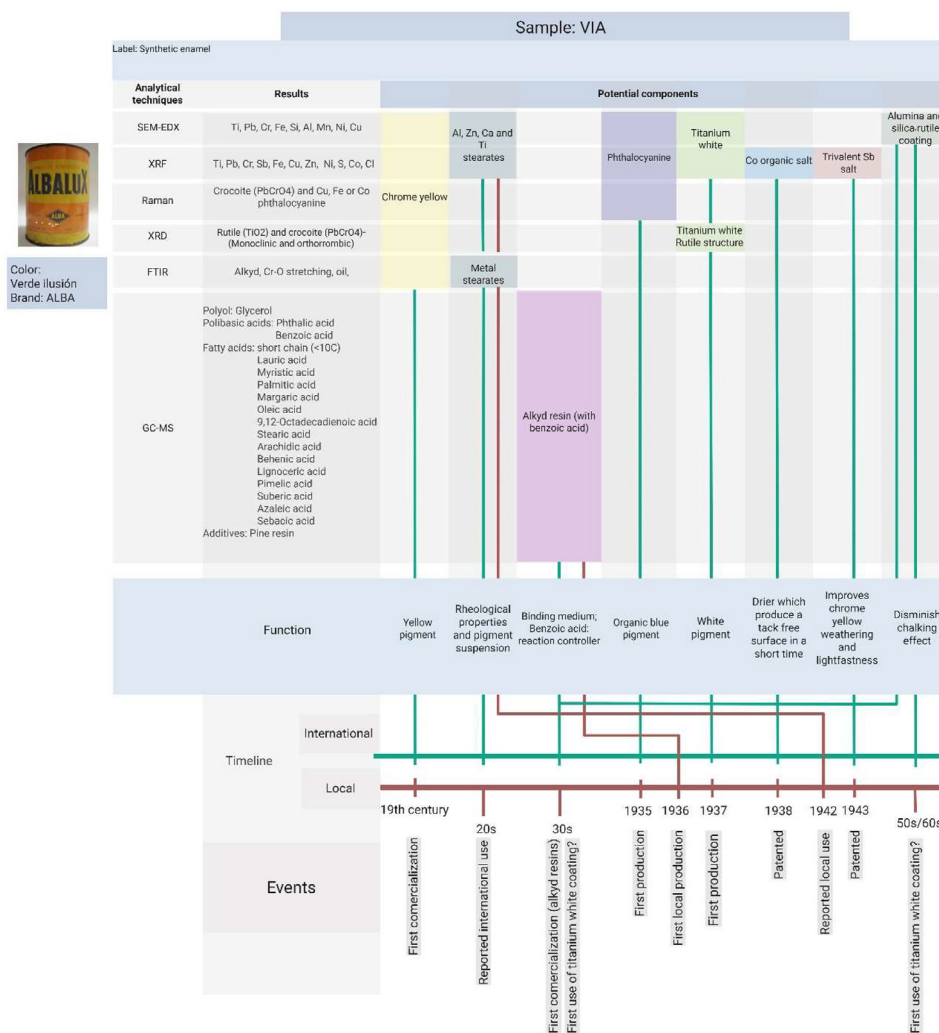 Sample: VIA
Label: Synthetic enamel
Analytical
techniques
Results
Potential components
SEM-EDX
Ti, Pb, Cr, Fe, Si, Al, Mn, Ni, Cu
Al, Zn, Ca and
Ti
stearates
Phthalocyanine
Titanium
white
Alumina and
silica-rutile
coating
XRF
Ti, Pb, Cr, Sb, Fe, Cu, Zn, Ni, S, Co, Cl
Co organic salt
Trivalent Sb
salt
Raman
Crocoite (PbCrO4) and Cu, Fe or Co
phthalocyanine
Chrome yellow
XRD
Rutile (TiO2) and crocoite (PbCrO4)-
(Monoclinic and orthorrombic)
Titanium white
Rutile structure
FTIR
Alkyd, Cr-O stretching, oil,
Metal
stearates
GC-MS
Polyol: Glycerol
Polibasic acids: Phthalic acid
Benzoic acid
Fatty acids: short chain (<10C)
Lauric acid
Myristic acid
Palmitic acid
Margaric acid
Oleic acid
9,12-Octadecadienoic acid
Stearic acid
Arachidic acid
Behenic acid
Lignoceric acid
Pimelic acid
Suberic acid
Azaleic acid
Sebacic acid
Additives: Pine resin
Alkyd resin (with
benzoic acid)
ALBALUX
ALBA
Color:
Verde ilusión
Brand: ALBA
Function
Yellow
pigment
Rheological
properties
and pigment
suspension
Binding medium;
Benzoic acid:
reaction controller
Organic blue
pigment
White
pigment
Drier which
produce a
tack free
surface in a
short time
Improves
chrome
yellow
weathering
and
lightfastness
Disminish
chalking
effect
Timeline
International
Local
19th century
20s
30s
1935
1936
1937
1938
1942
1943
50s/60s
Events
First comercialization
Reported international use
First comercialization (alkyd resins)
First use of titanium white coating?
First production
First local production
First production
Patented
Reported local use
Patented
First use of titanium white coating?